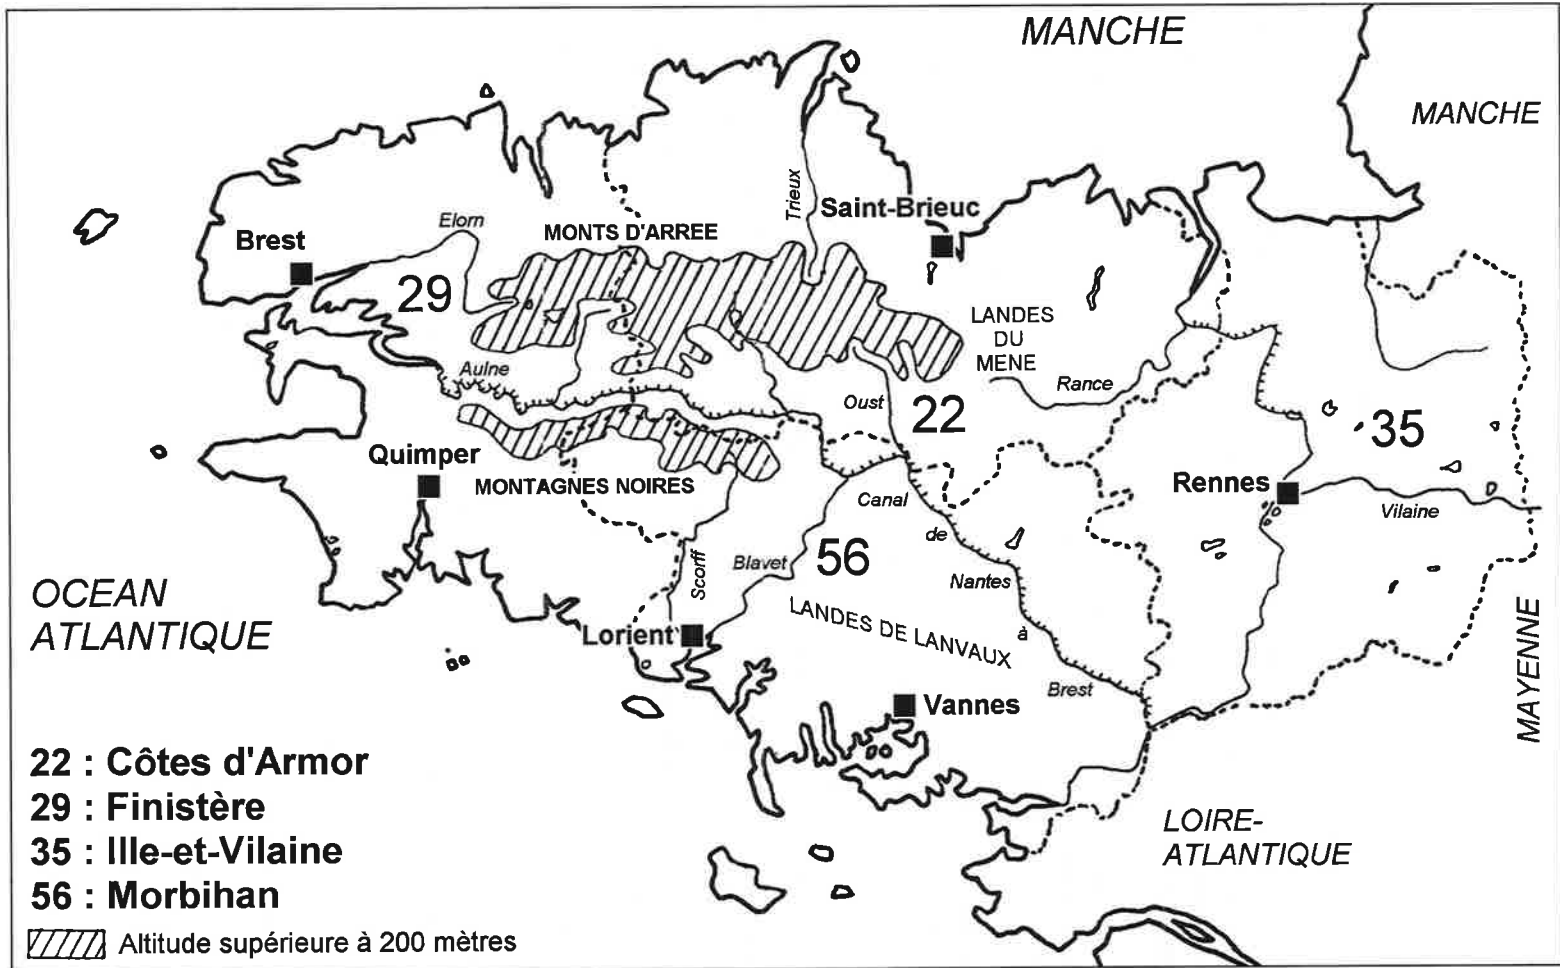 MANCHE
MANCHE
Trieux
Saint-Brieuc
Elorn
MONTS D'ARREE
Brest
29
LANDES
DU
MENE
Aulne
Rance
Oust
22
35
Quimper
MONTAGNES NOIRES
Rennes
Canal
de
Nantes
à
Brest
Vilaine
56
Blavet
Scorff
OCEAN
ATLANTIQUE
LANDES DE LANVAUX
Lorient
Vannes
MAYENNE
LOIRE-
ATLANTIQUE
22 : Côtes d'Armor
29 : Finistère
35 : Ille-et-Vilaine
56 : Morbihan
Altitude supérieure à 200 mètres